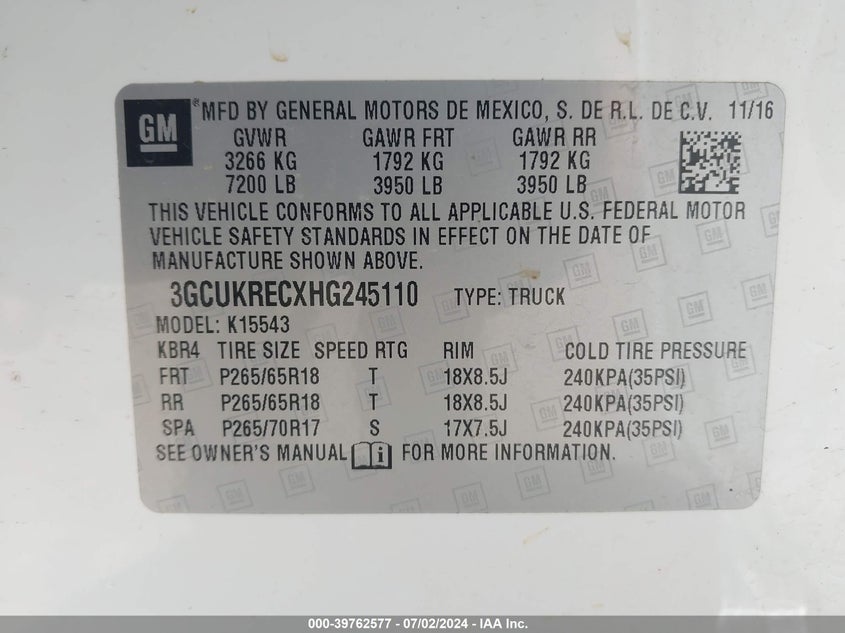 GM
® MFD BY GENERAL MOTORS DE MEXICO, S. DE R.L. DE C.V. 11/16
GVWR GAWR FRT GAWR RR
3266 KG 1792 KG 1792 KG
7200 LB 3950 LB 3950 LB
THIS VEHICLE CONFORMS TO ALL APPLICABLE U.S. FEDERAL MOTOR
VEHICLE SAFETY STANDARDS IN EFFECT ON THE DATE OF
MANUFACTURE SHOWN ABOVE.
3GCUKRECXHG245110 TYPE: TRUCK
MODEL: K15543
KBR4 TIRE SIZE SPEED RTG RIM COLD TIRE PRESSURE
FRT P265/65R18 T 18X8.5J 240KPA(35PSI)
RR P265/65R18 T 18X8.5J 240KPA(35PSI)
SPA P265/70R17 S 17X7.5J 240KPA(35PSI)
SEE OWNER'S MANUAL i FOR MORE INFORMATION.
000-39762577 - 07/02/2024 - IAAI.COM